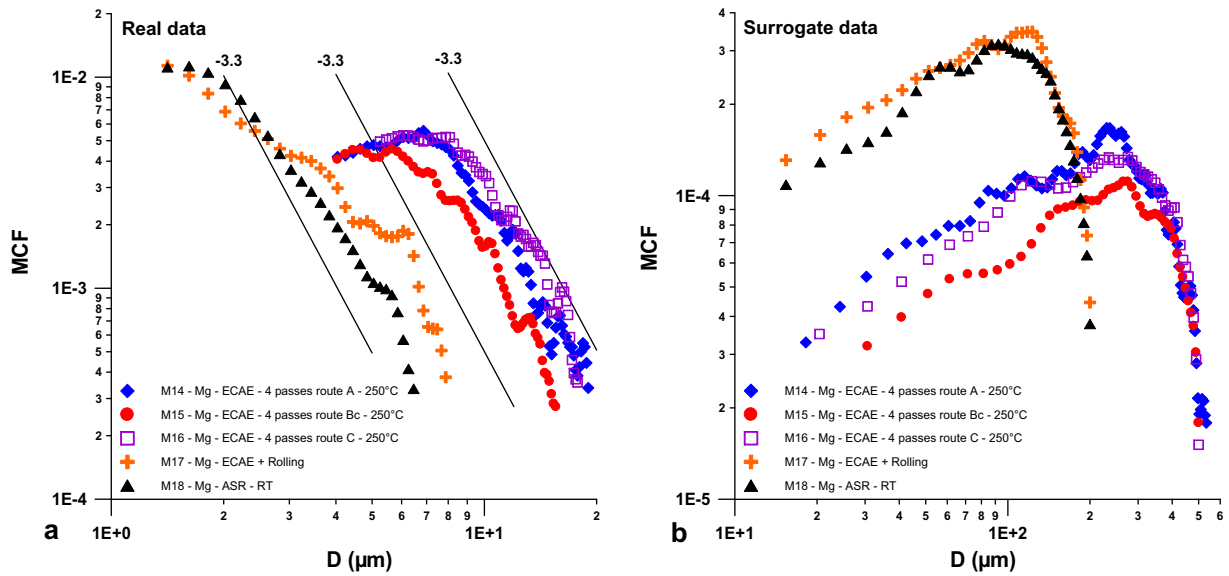 Real data
-3.3
-3.3
-3.3
MCF
2
1E-2
9
8
7
6
5
4
3
2
1E-3
9
8
7
6
5
4
3
2
1E-4
M14 - Mg - ECAE - 4 passes route A - 250°C
M15 - Mg - ECAE - 4 passes route Bc - 250°C
M16 - Mg - ECAE - 4 passes route C - 250°C
M17 - Mg - ECAE + Rolling
M18 - Mg - ASR - RT
1E+0
2
3
4
5
6
7
8
9
1E+1
2
a
D (µm)
Surrogate data
MCF
4
3
2
1E-4
9
8
7
6
5
4
3
2
1E-5
M14 - Mg - ECAE - 4 passes route A - 250°C
M15 - Mg - ECAE - 4 passes route Bc - 250°C
M16 - Mg - ECAE - 4 passes route C - 250°C
M17 - Mg - ECAE + Rolling
M18 - Mg - ASR - RT
1E+1
2
3
4
5
6
7
8
9
1E+2
2
3
4
5
6
b
D (µm)